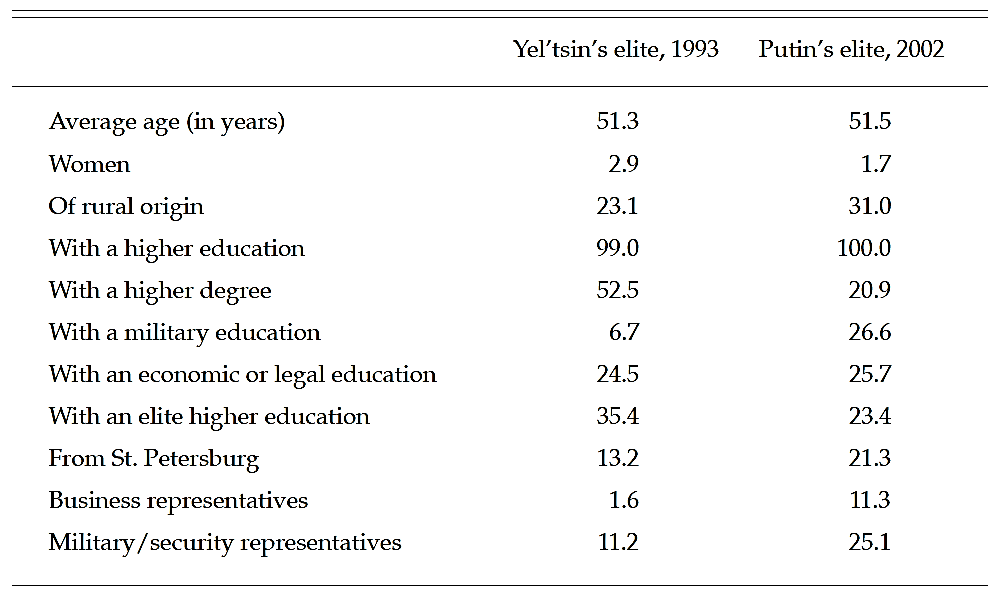 Yel’tsin’s elite, 1993 Putin’s elite, 2002
Average age (in years) 51.3 51.5
Women 2.9 1.7
Of rural origin 23.1 31.0
With a higher education 99.0 100.0
With a higher degree 52.5 20.9
With a military education 6.7 26.6
With an economic or legal education 24.5 25.7
With an elite higher education 35.4 23.4
From St. Petersburg 13.2 21.3
Business representatives 1.6 11.3
Military/security representatives 11.2 25.1